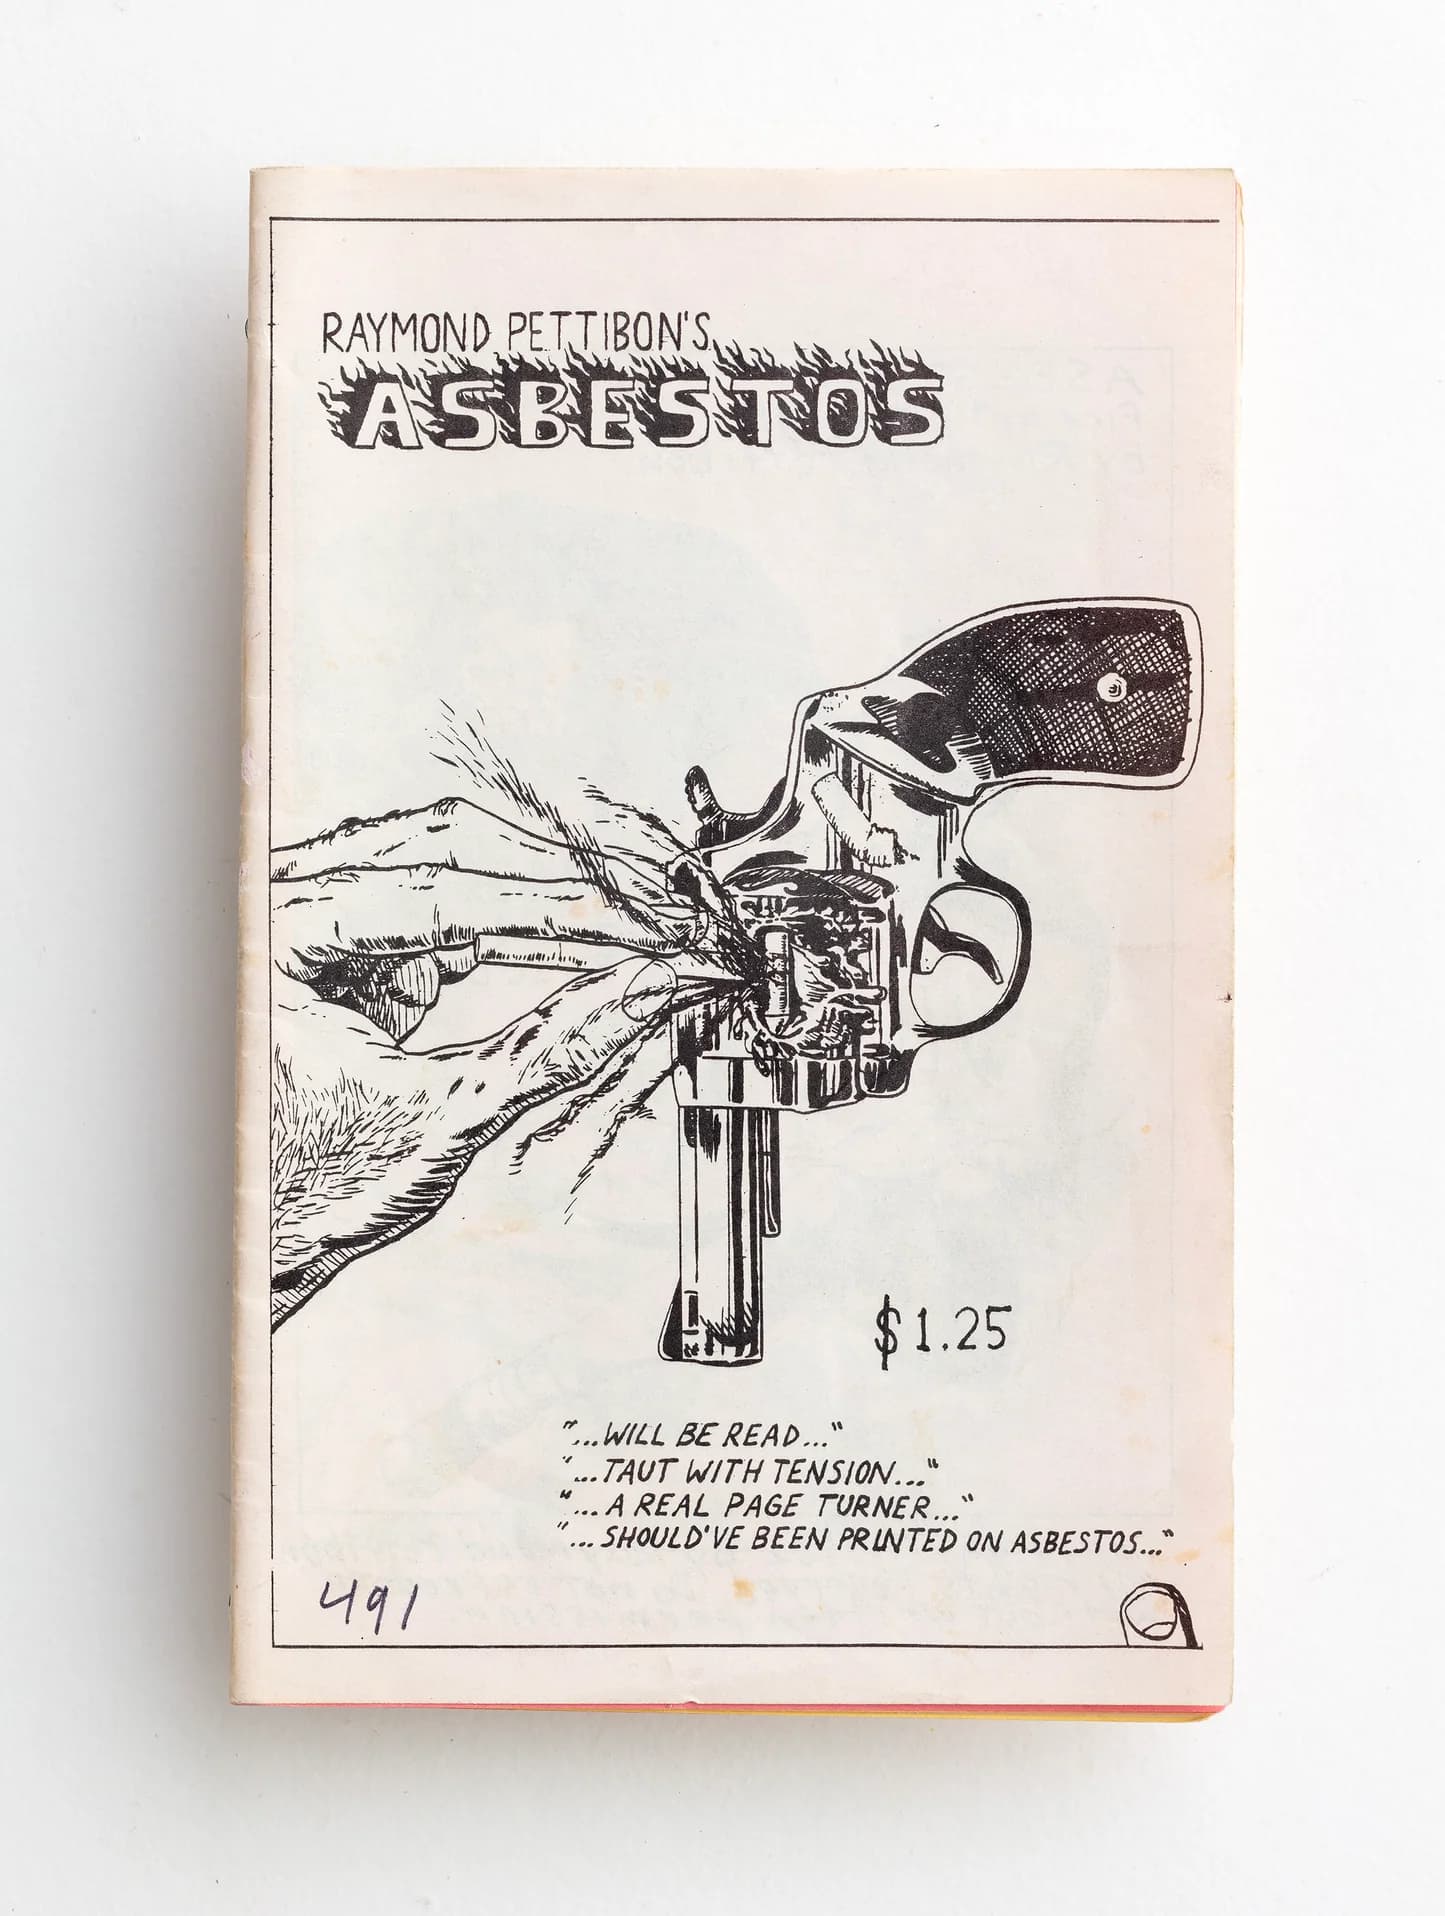 RAYMOND PETTIBON'S
ASBESTOS
$1.25
"...WILL BE READ..."
"...TAUT WITH TENSION..."
"...A REAL PAGE TURNER..."
"...SHOULD'VE BEEN PRINTED ON ASBESTOS..."
491